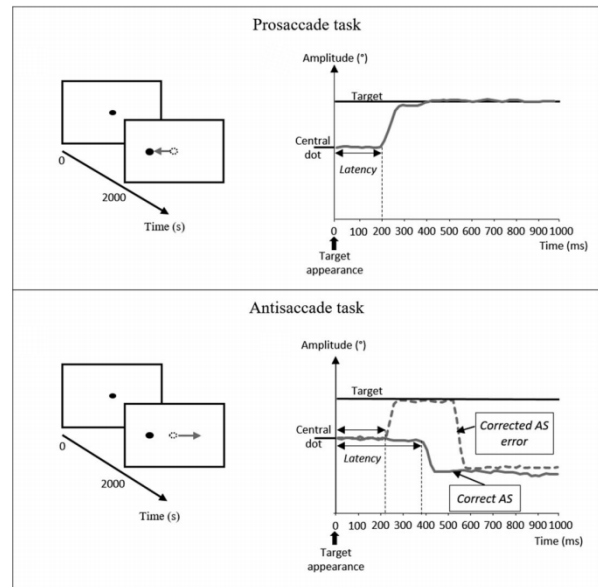 Prosaccade task
0
2000
Time (s)
Amplitude (°)
Target
Central
dot
Latency
0 100 200 300 400 500 600 700 800 900 1000
Time (ms)
Target
appearance
Antisaccade task
0
2000
Time (s)
Amplitude (°)
Target
Central
dot
Latency
Corrected AS
error
Correct AS
0 100 200 300 400 500 600 700 800 900 1000
Time (ms)
Target
appearance